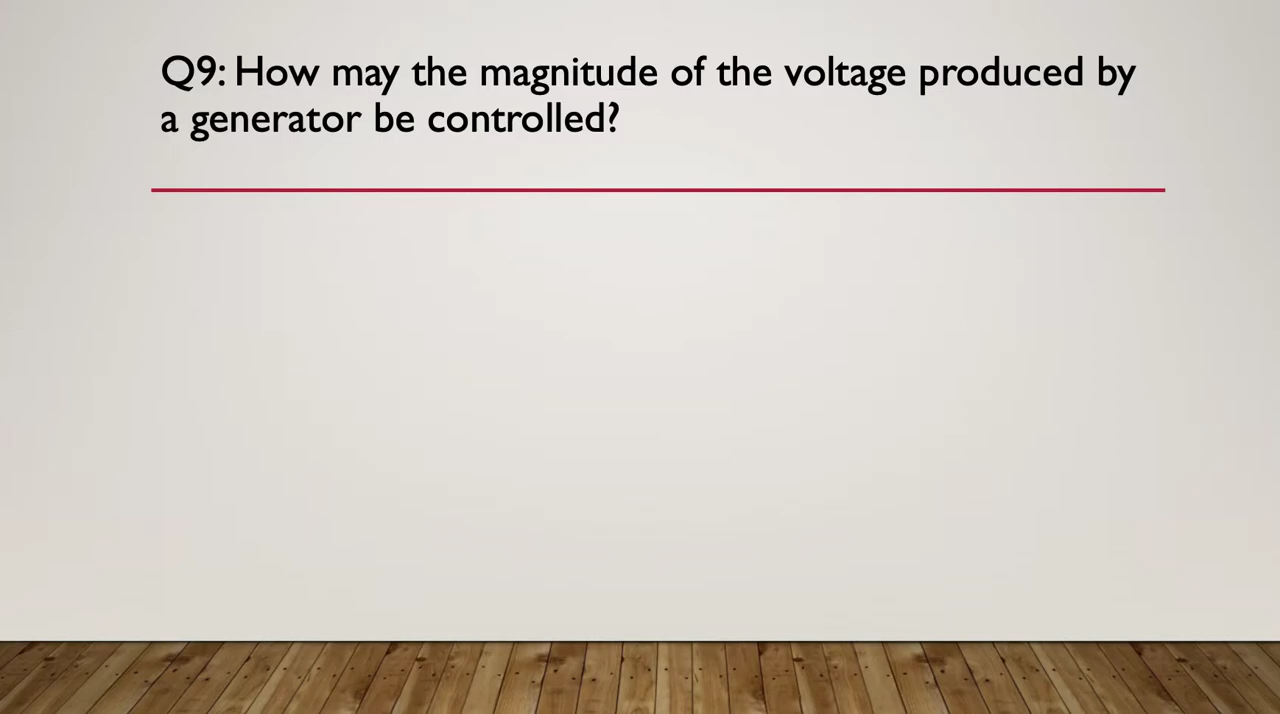 Q9: How may the magnitude of the voltage produced by
a generator be controlled?